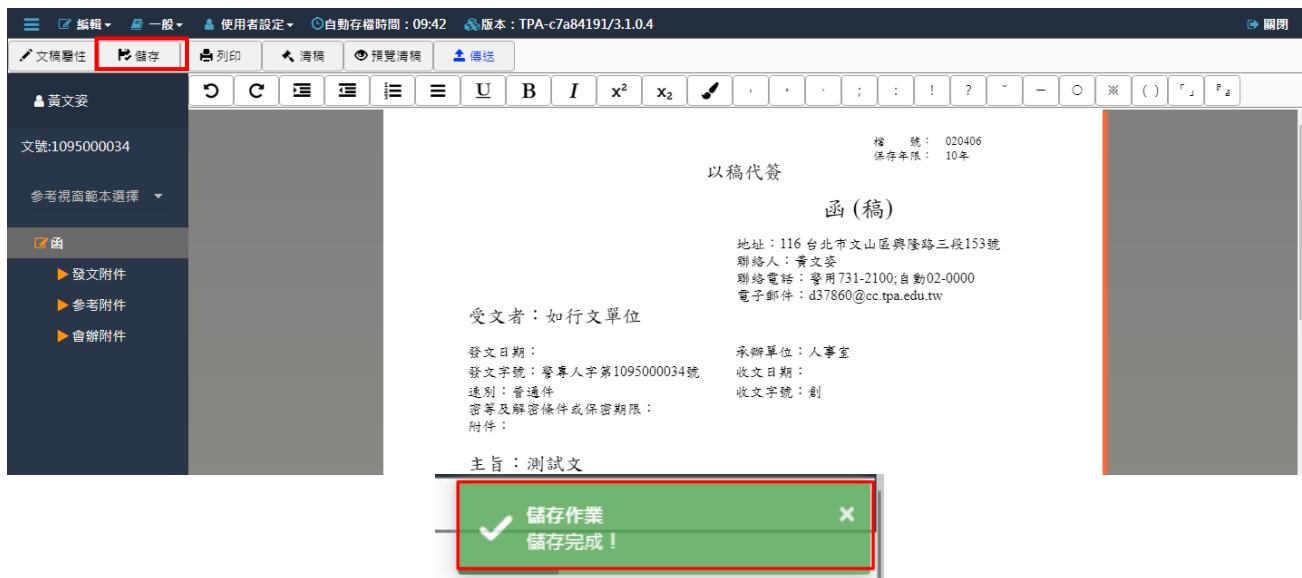 編輯 一般 使用者設定 自動存檔時間：09:42 版本：TPA-c7a84191/3.1.0.4 關閉
文稿屬性 儲存 列印 清稿 預覽清稿 傳送
U B I x² x₂ ， 。 、 ； ： ！ ？ ˇ － ○ ※ ( ) 「」 『』
黃文姿
文號:1095000034
參考視窗範本選擇
函
發文附件
參考附件
會辦附件
檔 號： 020406
保存年限： 10年
以稿代簽
函 (稿)
地址：116 台北市文山區興隆路三段153號
聯絡人：黃文姿
聯絡電話：警用731-2100;自動02-0000
電子郵件：d37860@cc.tpa.edu.tw
受文者：如行文單位
發文日期： 承辦單位：人事室
發文字號：警專人字第1095000034號 收文日期：
速別：普通件 收文字號：創
密等及解密條件或保密期限：
附件：
主旨：測試文
儲存作業
儲存完成！